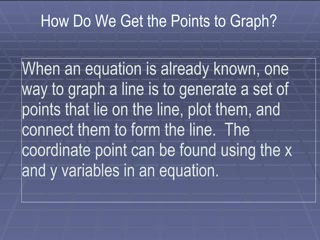 How Do We Get the Points to Graph?
When an equation is already known, one
way to graph a line is to generate a set of
points that lie on the line, plot them, and
connect them to form the line.  The
coordinate point can be found using the x
and y variables in an equation.